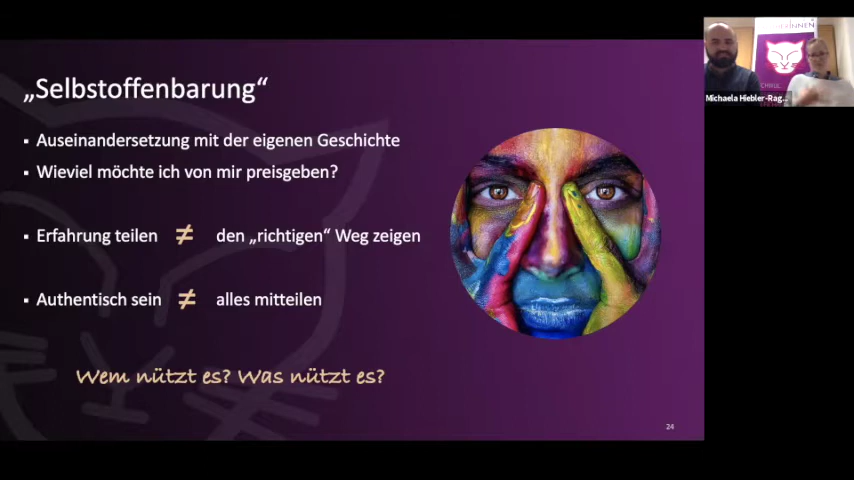 „Selbstoffenbarung“
▪ Auseinandersetzung mit der eigenen Geschichte
▪ Wieviel möchte ich von mir preisgeben?
▪ Erfahrung teilen ≠ den „richtigen“ Weg zeigen
▪ Authentisch sein ≠ alles mitteilen
Wem nützt es? Was nützt es?
24
Michaela Hiebler-Rag...